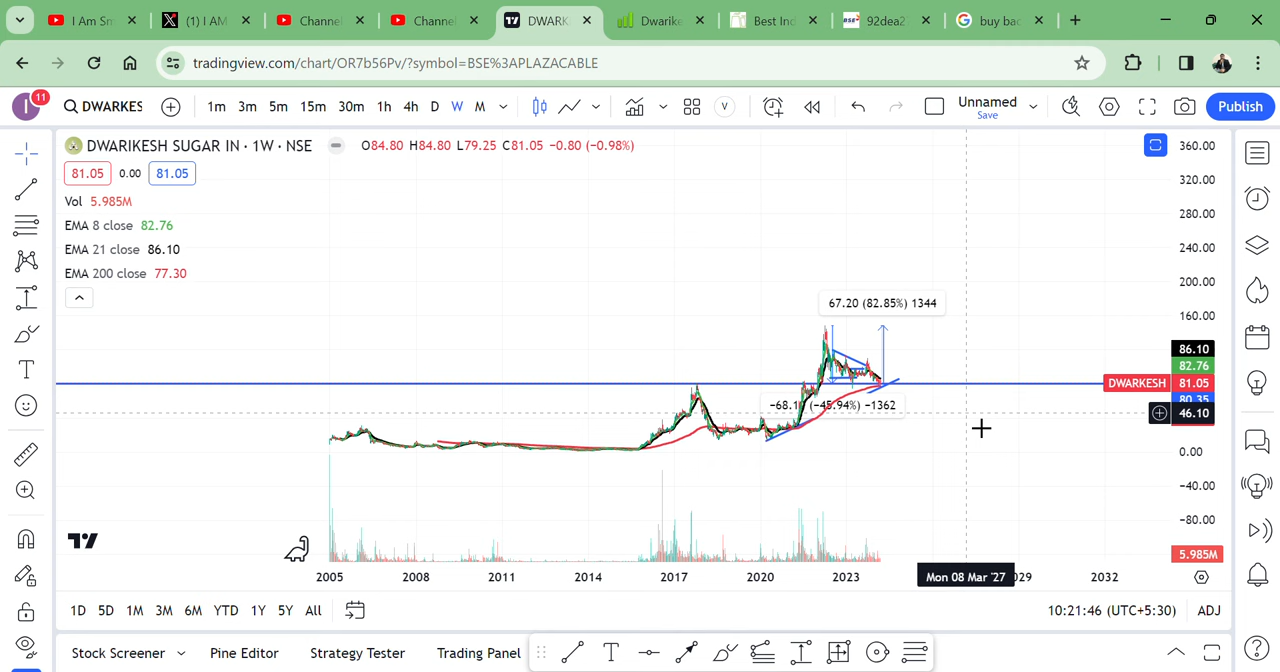 I Am Sn
(1) I AM
Channel
Channel
DWARK
Dwarike
Best Ind
BSE
92dea2
buy bac
tradingview.com/chart/OR7b56Pv/?symbol=BSE%3APLAZACABLE
I
11
DWARKES
1m 3m 5m 15m 30m 1h 4h D W M
V
Unnamed
Save
Publish
DWARIKESH SUGAR IN · 1W · NSE
O84.80 H84.80 L79.25 C81.05 −0.80 (−0.98%)
81.05 0.00 81.05
Vol 5.985M
EMA 8 close 82.76
EMA 21 close 86.10
EMA 200 close 77.30
67.20 (82.85%) 1344
(−45.94%) −1362
360.00
320.00
280.00
240.00
200.00
160.00
86.10
82.76
DWARKESH 81.05
80.35
46.10
0.00
−40.00
−80.00
5.985M
2005 2008 2011 2014 2017 2020 2023 Mon 08 Mar '27 029 2032
1D 5D 1M 3M 6M YTD 1Y 5Y All
10:21:46 (UTC+5:30) ADJ
Stock Screener Pine Editor Strategy Tester Trading Panel